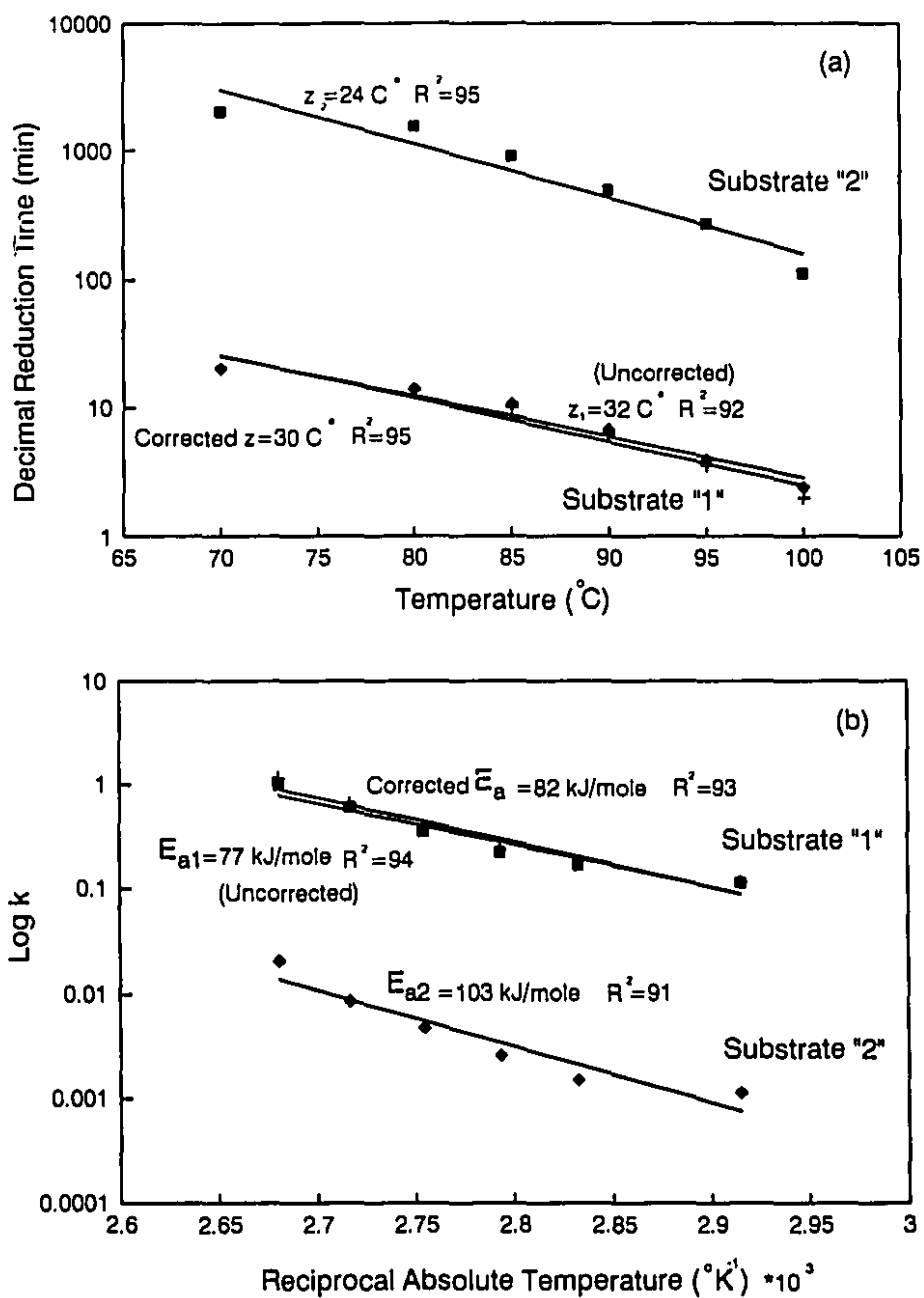 10000
1000
100
10
1
Decimal Reduction Time (min)
(a)
z₂=24 C° R²=95
Substrate "2"
(Uncorrected)
z₁=32 C° R²=92
Corrected z=30 C° R²=95
Substrate "1"
65 70 75 80 85 90 95 100 105
Temperature (°C)
10
1
0.1
0.01
0.001
0.0001
Log k
(b)
Corrected Ea =82 kJ/mole R²=93
Substrate "1"
Ea1=77 kJ/mole R²=94
(Uncorrected)
Ea2 =103 kJ/mole R²=91
Substrate "2"
2.6 2.65 2.7 2.75 2.8 2.85 2.9 2.95 3
Reciprocal Absolute Temperature (°K⁻¹) *10³